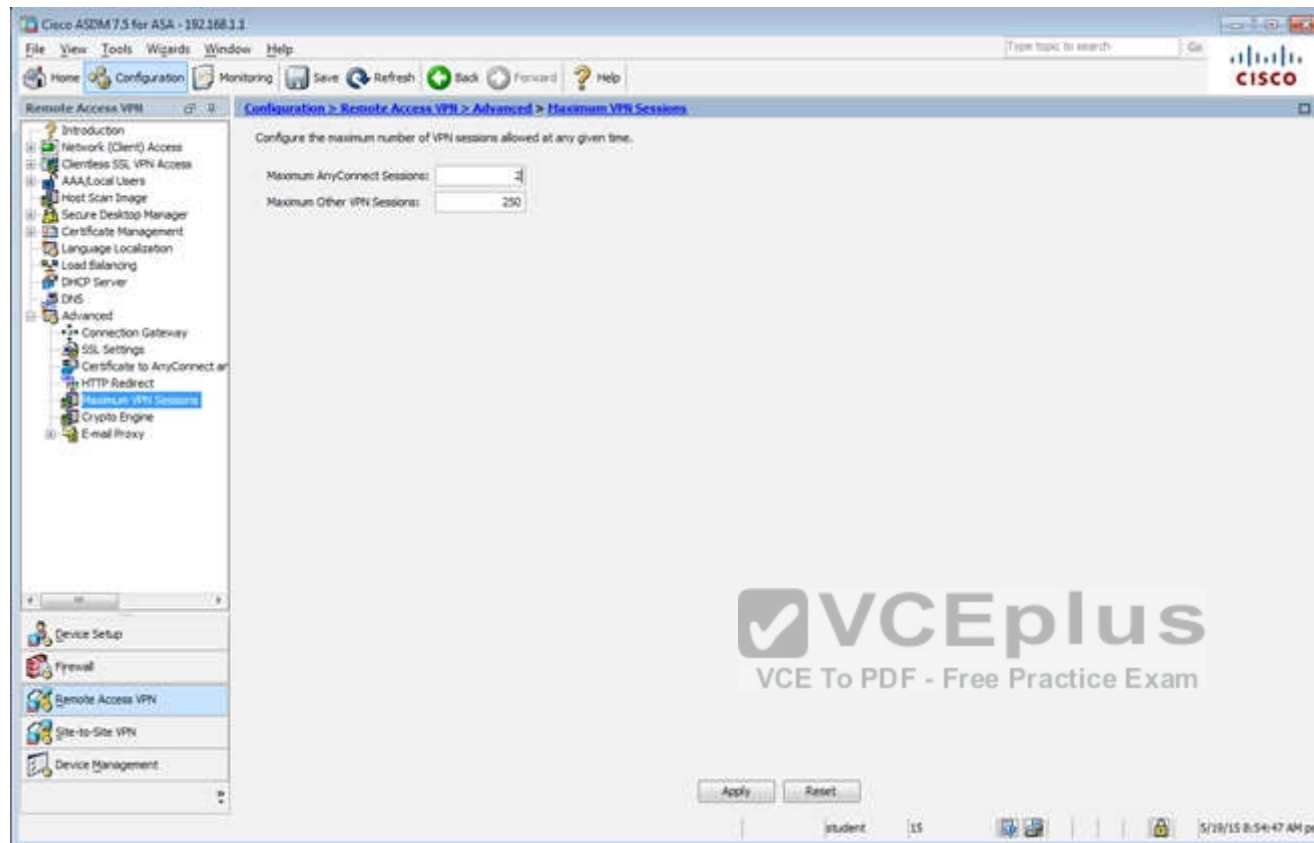 Cisco ASDM 7.5 for ASA - 192.168.1.1
File View Tools Wizards Window Help
Type topic to search Go
Home Configuration Monitoring Save Refresh Back Forward Help
CISCO
Remote Access VPN
Configuration > Remote Access VPN > Advanced > Maximum VPN Sessions
Introduction
Network (Client) Access
Clientless SSL VPN Access
AAA/Local Users
Host Scan Image
Secure Desktop Manager
Certificate Management
Language Localization
Load Balancing
DHCP Server
DNS
Advanced
Connection Gateway
SSL Settings
Certificate to AnyConnect ar
HTTP Redirect
Maximum VPN Sessions
Crypto Engine
E-mail Proxy
Configure the maximum number of VPN sessions allowed at any given time.
Maximum AnyConnect Sessions: 2
Maximum Other VPN Sessions: 250
Device Setup
Firewall
Remote Access VPN
Site-to-Site VPN
Device Management
VCEplus
VCE To PDF - Free Practice Exam
Apply Reset
student 15 5/19/15 8:54:47 AM